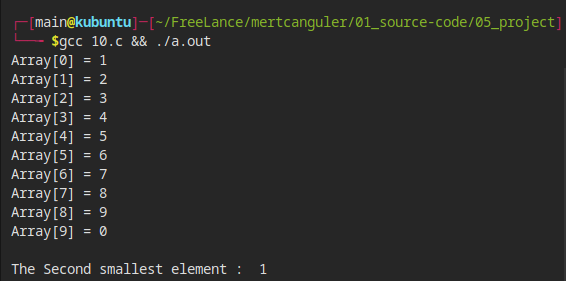 ┌─[main@kubuntu]─[~/FreeLance/mertcanguler/01_source-code/05_project]
└──╼ $gcc 10.c && ./a.out
Array[0] = 1
Array[1] = 2
Array[2] = 3
Array[3] = 4
Array[4] = 5
Array[5] = 6
Array[6] = 7
Array[7] = 8
Array[8] = 9
Array[9] = 0
The Second smallest element :  1